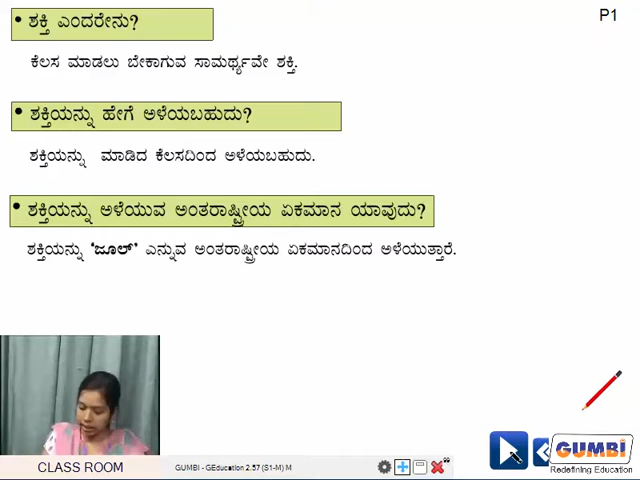 P1
• ಶಕ್ತಿ ಎಂದರೇನು?
ಕೆಲಸ ಮಾಡಲು ಬೇಕಾಗುವ ಸಾಮರ್ಥ್ಯವೇ ಶಕ್ತಿ.
• ಶಕ್ತಿಯನ್ನು ಹೇಗೆ ಅಳೆಯಬಹುದು?
ಶಕ್ತಿಯನ್ನು ಮಾಡಿದ ಕೆಲಸದಿಂದ ಅಳೆಯಬಹುದು.
• ಶಕ್ತಿಯನ್ನು ಅಳೆಯುವ ಅಂತರಾಷ್ಟ್ರೀಯ ಏಕಮಾನ ಯಾವುದು?
ಶಕ್ತಿಯನ್ನು ‘ಜೂಲ್’ ಎನ್ನುವ ಅಂತರಾಷ್ಟ್ರೀಯ ಏಕಮಾನದಿಂದ ಅಳೆಯುತ್ತಾರೆ.
GUMBi
Redefining Education
CLASS ROOM
GUMBI - GEducation 2.57 (S1-M) M